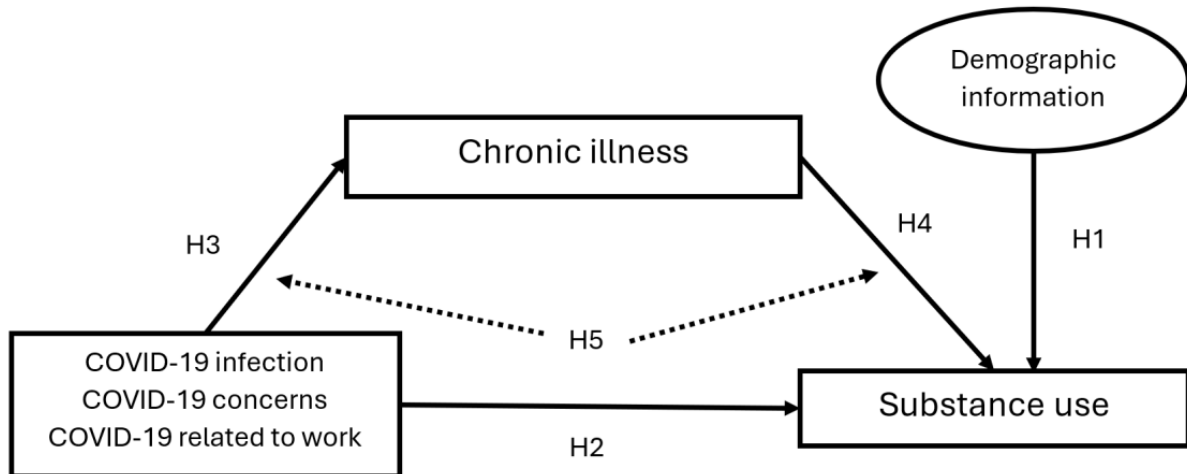 Demographic
information
Chronic illness
H3
H4
H1
H5
COVID-19 infection
COVID-19 concerns
COVID-19 related to work
H2
Substance use